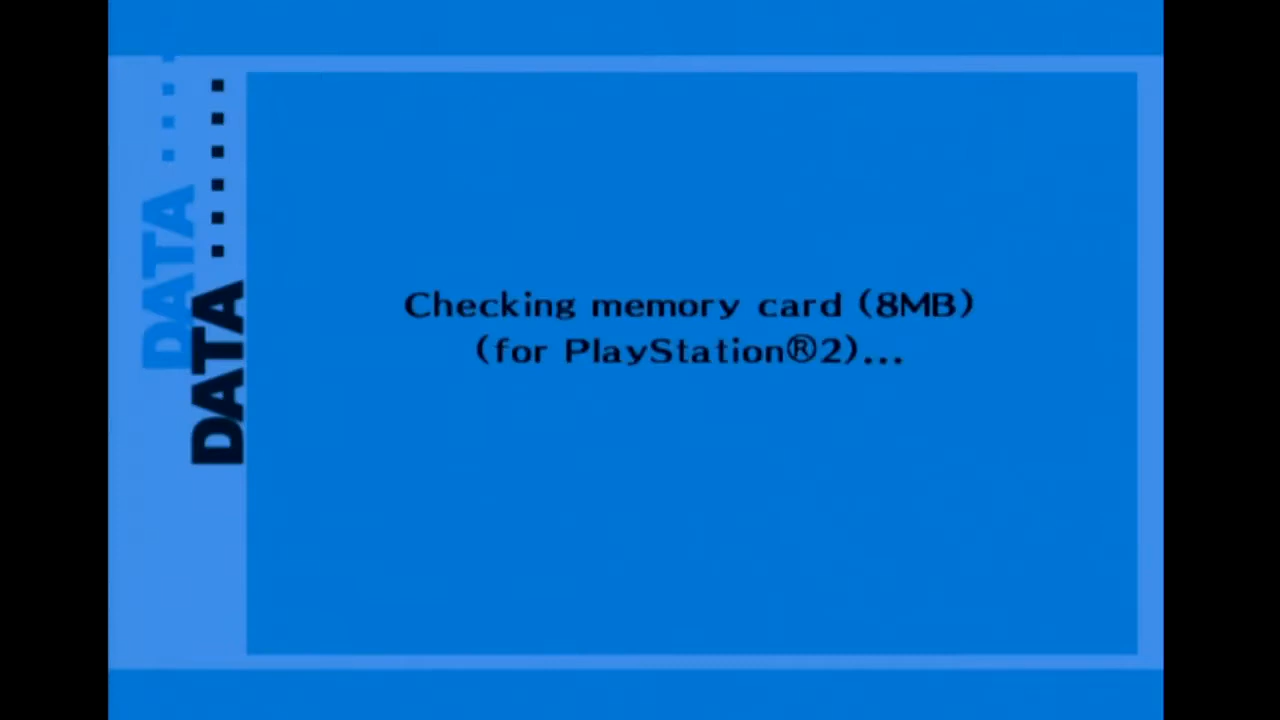 DATA ......
DATA ....
Checking memory card (8MB)
(for PlayStation®2)...